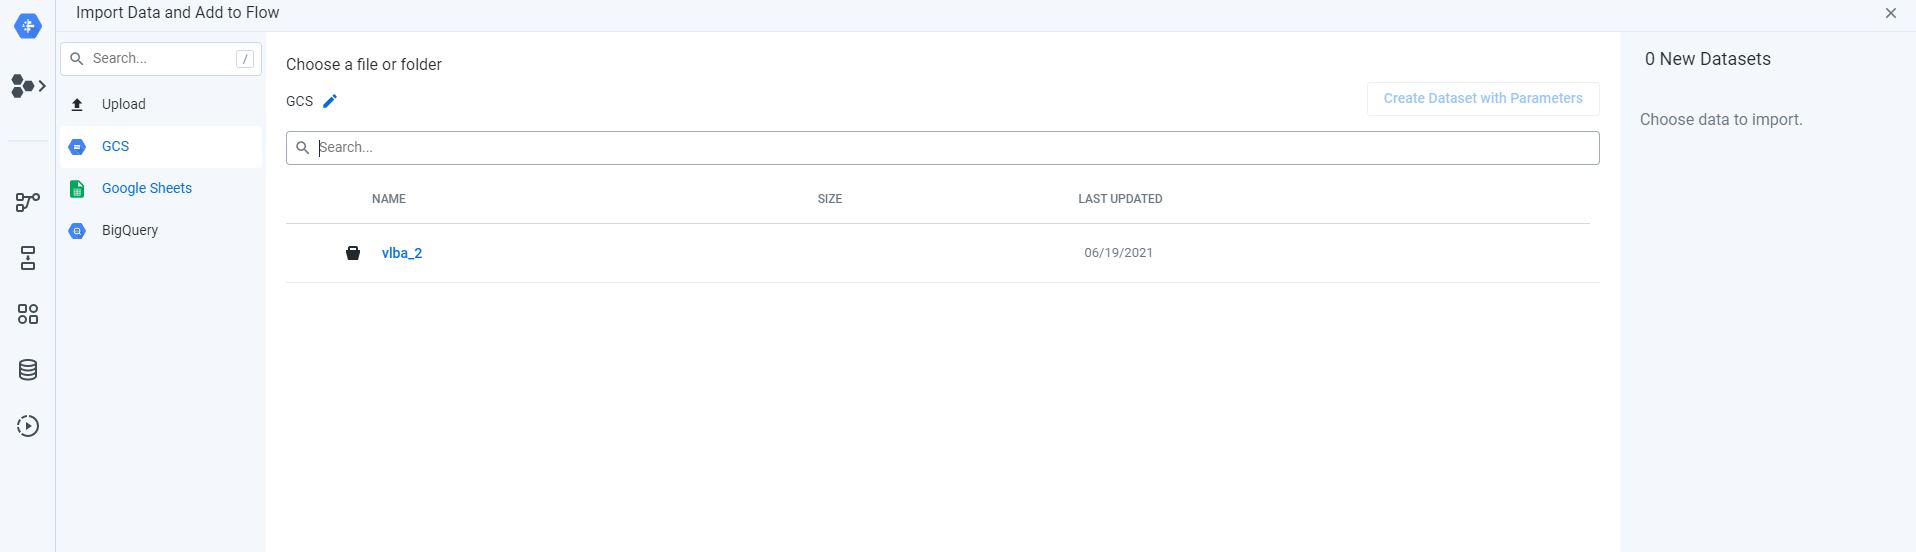 Import Data and Add to Flow
Search... /
Upload
GCS
Google Sheets
BigQuery
Choose a file or folder
GCS
Create Dataset with Parameters
Search...
NAME SIZE LAST UPDATED
vlba_2 06/19/2021
0 New Datasets
Choose data to import.